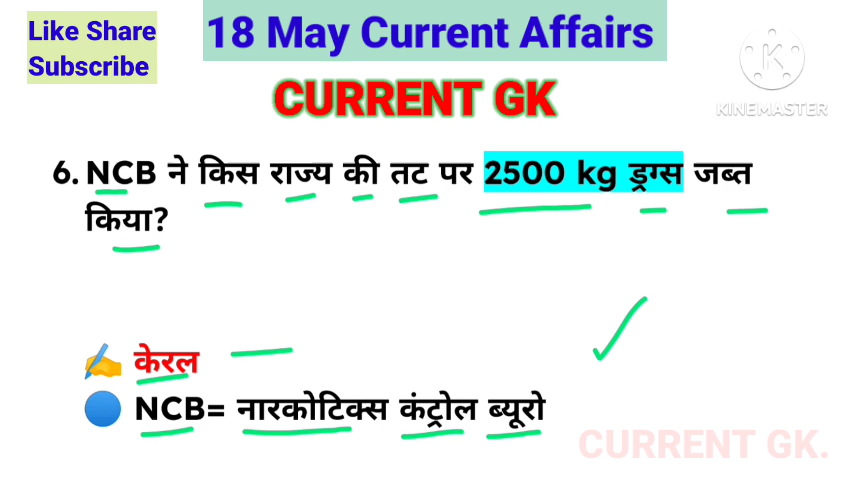 Like Share
Subscribe
18 May Current Affairs
CURRENT GK
KINEMASTER
6. NCB ने किस राज्य की तट पर 2500 kg ड्रग्स जब्त
किया?
केरल
NCB= नारकोटिक्स कंट्रोल ब्यूरो
CURRENT GK.